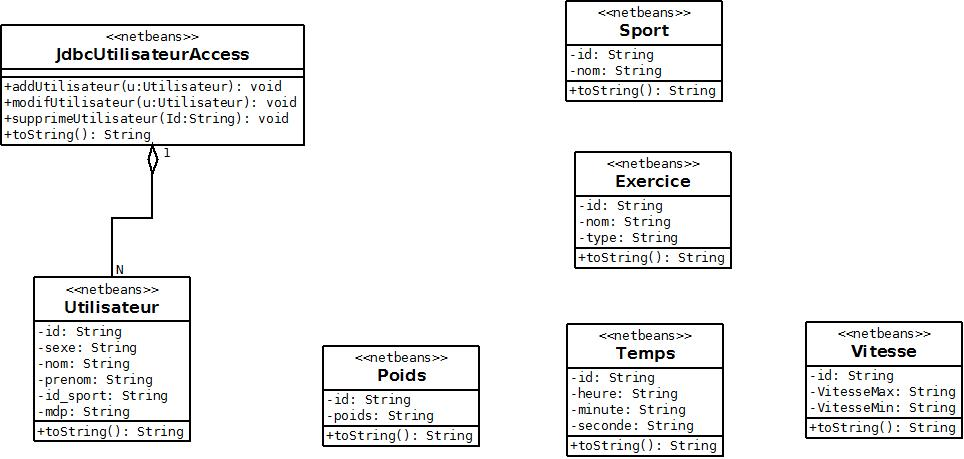 <<netbeans>>
JdbcUtilisateurAccess
+addUtilisateur(u:Utilisateur): void
+modifUtilisateur(u:Utilisateur): void
+supprimeUtilisateur(Id:String): void
+toString(): String
1
N
<<netbeans>>
Utilisateur
-id: String
-sexe: String
-nom: String
-prenom: String
-id_sport: String
-mdp: String
+toString(): String
<<netbeans>>
Poids
-id: String
-poids: String
+toString(): String
<<netbeans>>
Sport
-id: String
-nom: String
+toString(): String
<<netbeans>>
Exercice
-id: String
-nom: String
-type: String
+toString(): String
<<netbeans>>
Temps
-id: String
-heure: String
-minute: String
-seconde: String
+toString(): String
<<netbeans>>
Vitesse
-id: String
-VitesseMax: String
-VitesseMin: String
+toString(): String